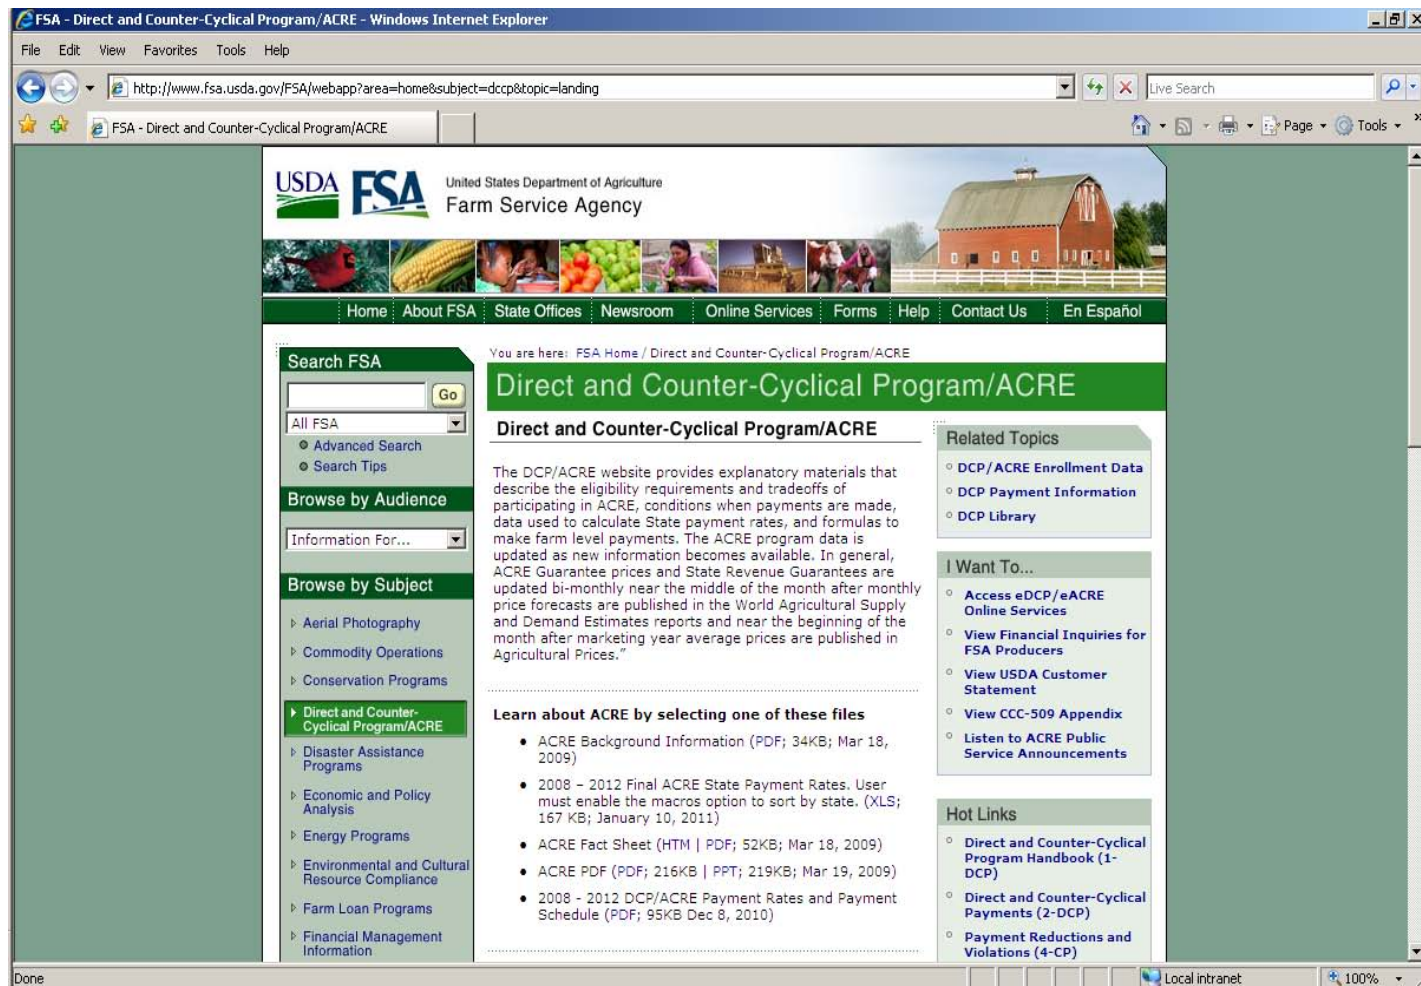 FSA - Direct and Counter-Cyclical Program/ACRE - Windows Internet Explorer
File Edit View Favorites Tools Help
http://www.fsa.usda.gov/FSA/webapp?area=home&subject=dccp&topic=landing
Live Search
FSA - Direct and Counter-Cyclical Program/ACRE
Page Tools
USDA FSA
United States Department of Agriculture
Farm Service Agency
Home About FSA State Offices Newsroom Online Services Forms Help Contact Us En Español
Search FSA
Go
All FSA
Advanced Search
Search Tips
Browse by Audience
Information For...
Browse by Subject
Aerial Photography
Commodity Operations
Conservation Programs
Direct and Counter-
Cyclical Program/ACRE
Disaster Assistance
Programs
Economic and Policy
Analysis
Energy Programs
Environmental and Cultural
Resource Compliance
Farm Loan Programs
Financial Management
Information
You are here: FSA Home / Direct and Counter-Cyclical Program/ACRE
Direct and Counter-Cyclical Program/ACRE
Direct and Counter-Cyclical Program/ACRE
The DCP/ACRE website provides explanatory materials that
describe the eligibility requirements and tradeoffs of
participating in ACRE, conditions when payments are made,
data used to calculate State payment rates, and formulas to
make farm level payments. The ACRE program data is
updated as new information becomes available. In general,
ACRE Guarantee prices and State Revenue Guarantees are
updated bi-monthly near the middle of the month after monthly
price forecasts are published in the World Agricultural Supply
and Demand Estimates reports and near the beginning of the
month after marketing year average prices are published in
Agricultural Prices.”
Learn about ACRE by selecting one of these files
ACRE Background Information (PDF; 34KB; Mar 18,
2009)
2008 – 2012 Final ACRE State Payment Rates. User
must enable the macros option to sort by state. (XLS;
167 KB; January 10, 2011)
ACRE Fact Sheet (HTM | PDF; 52KB; Mar 18, 2009)
ACRE PDF (PDF; 216KB | PPT; 219KB; Mar 19, 2009)
2008 - 2012 DCP/ACRE Payment Rates and Payment
Schedule (PDF; 95KB Dec 8, 2010)
Related Topics
DCP/ACRE Enrollment Data
DCP Payment Information
DCP Library
I Want To...
Access eDCP/eACRE
Online Services
View Financial Inquiries for
FSA Producers
View USDA Customer
Statement
View CCC-509 Appendix
Listen to ACRE Public
Service Announcements
Hot Links
Direct and Counter-Cyclical
Program Handbook (1-
DCP)
Direct and Counter-Cyclical
Payments (2-DCP)
Payment Reductions and
Violations (4-CP)
Done
Local intranet
100%